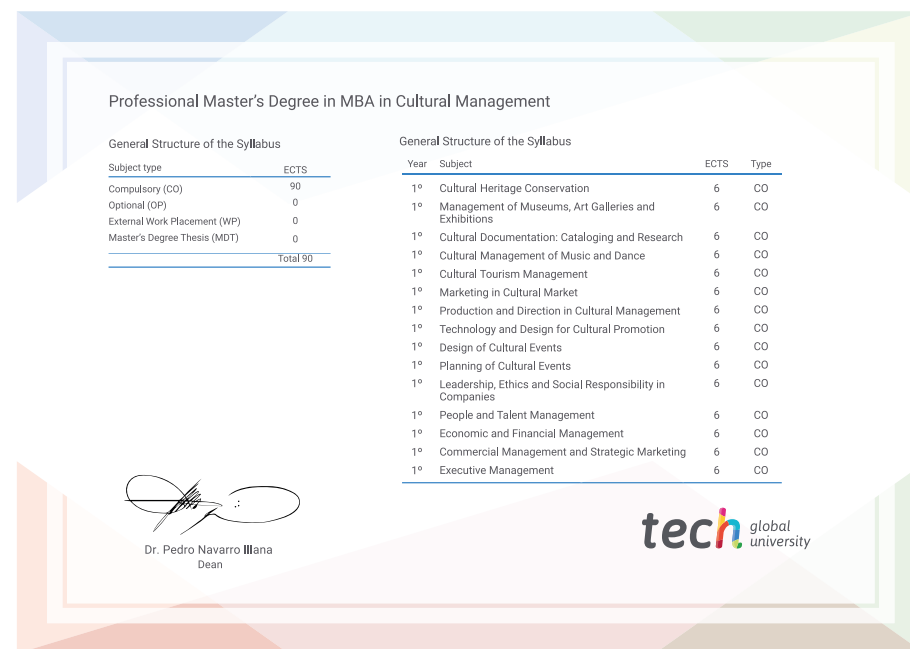 Professional Master's Degree in MBA in Cultural Management
General Structure of the Syllabus
Subject type ECTS
Compulsory (CO) 90
Optional (OP) 0
External Work Placement (WP) 0
Master's Degree Thesis (MDT) 0
Total 90
General Structure of the Syllabus
Year Subject ECTS Type
1º Cultural Heritage Conservation 6 CO
1º Management of Museums, Art Galleries and 6 CO
Exhibitions
1º Cultural Documentation: Cataloging and Research 6 CO
1º Cultural Management of Music and Dance 6 CO
1º Cultural Tourism Management 6 CO
1º Marketing in Cultural Market 6 CO
1º Production and Direction in Cultural Management 6 CO
1º Technology and Design for Cultural Promotion 6 CO
1º Design of Cultural Events 6 CO
1º Planning of Cultural Events 6 CO
1º Leadership, Ethics and Social Responsibility in 6 CO
Companies
1º People and Talent Management 6 CO
1º Economic and Financial Management 6 CO
1º Commercial Management and Strategic Marketing 6 CO
1º Executive Management 6 CO
Dr. Pedro Navarro Illana
Dean
tech global
university